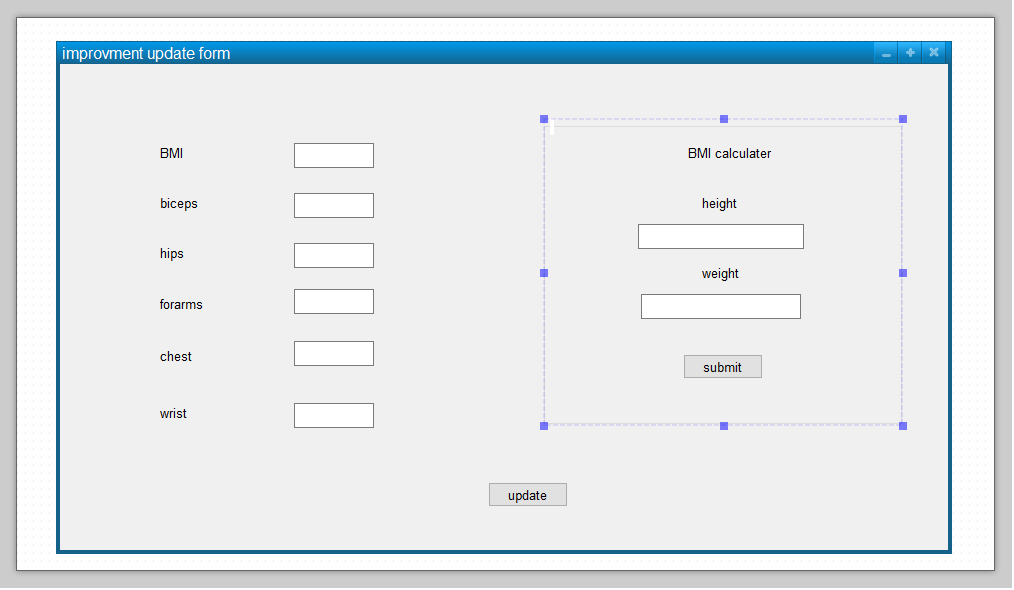 improvment update form
BMI
biceps
hips
forarms
chest
wrist
BMI calculater
height
weight
submit
update